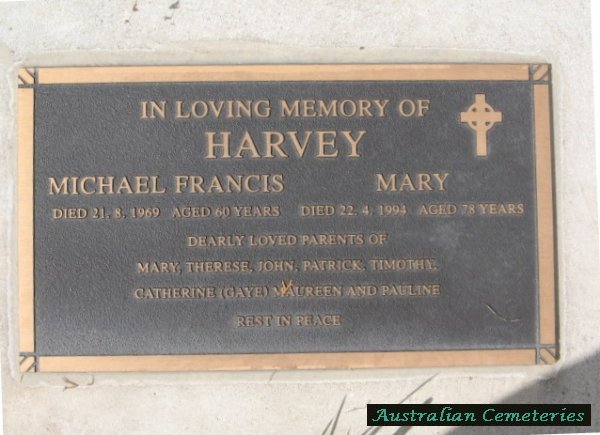 IN LOVING MEMORY OF
HARVEY
MICHAEL FRANCIS MARY
DIED 21. 8. 1969 AGED 60 YEARS DIED 22. 4. 1994 AGED 78 YEARS
DEARLY LOVED PARENTS OF
MARY, THERESE, JOHN, PATRICK, TIMOTHY,
CATHERINE (GAYE) MAUREEN AND PAULINE
REST IN PEACE
Australian Cemeteries